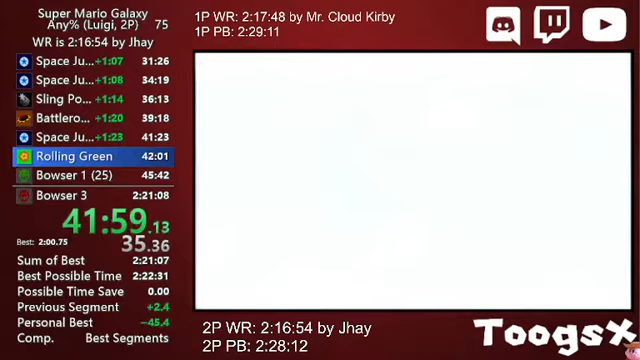 Super Mario Galaxy
Any% (Luigi, 2P) 75
WR is 2:16:54 by Jhay
Space Ju... +1:07 31:26
Space Ju... +1:08 34:19
Sling Po... +1:14 36:13
Battlero... +1:20 39:18
Space Ju... +1:23 41:23
Rolling Green 42:01
Bowser 1 (25) 45:42
Bowser 3 2:21:08
41:59.13
Best: 2:00.75 35.36
Sum of Best 2:21:07
Best Possible Time 2:22:31
Possible Time Save 0.00
Previous Segment +2.4
Personal Best -45.4
Comp. Best Segments
1P WR: 2:17:48 by Mr. Cloud Kirby
1P PB: 2:29:11
2P WR: 2:16:54 by Jhay
2P PB: 2:28:12
ToogsX